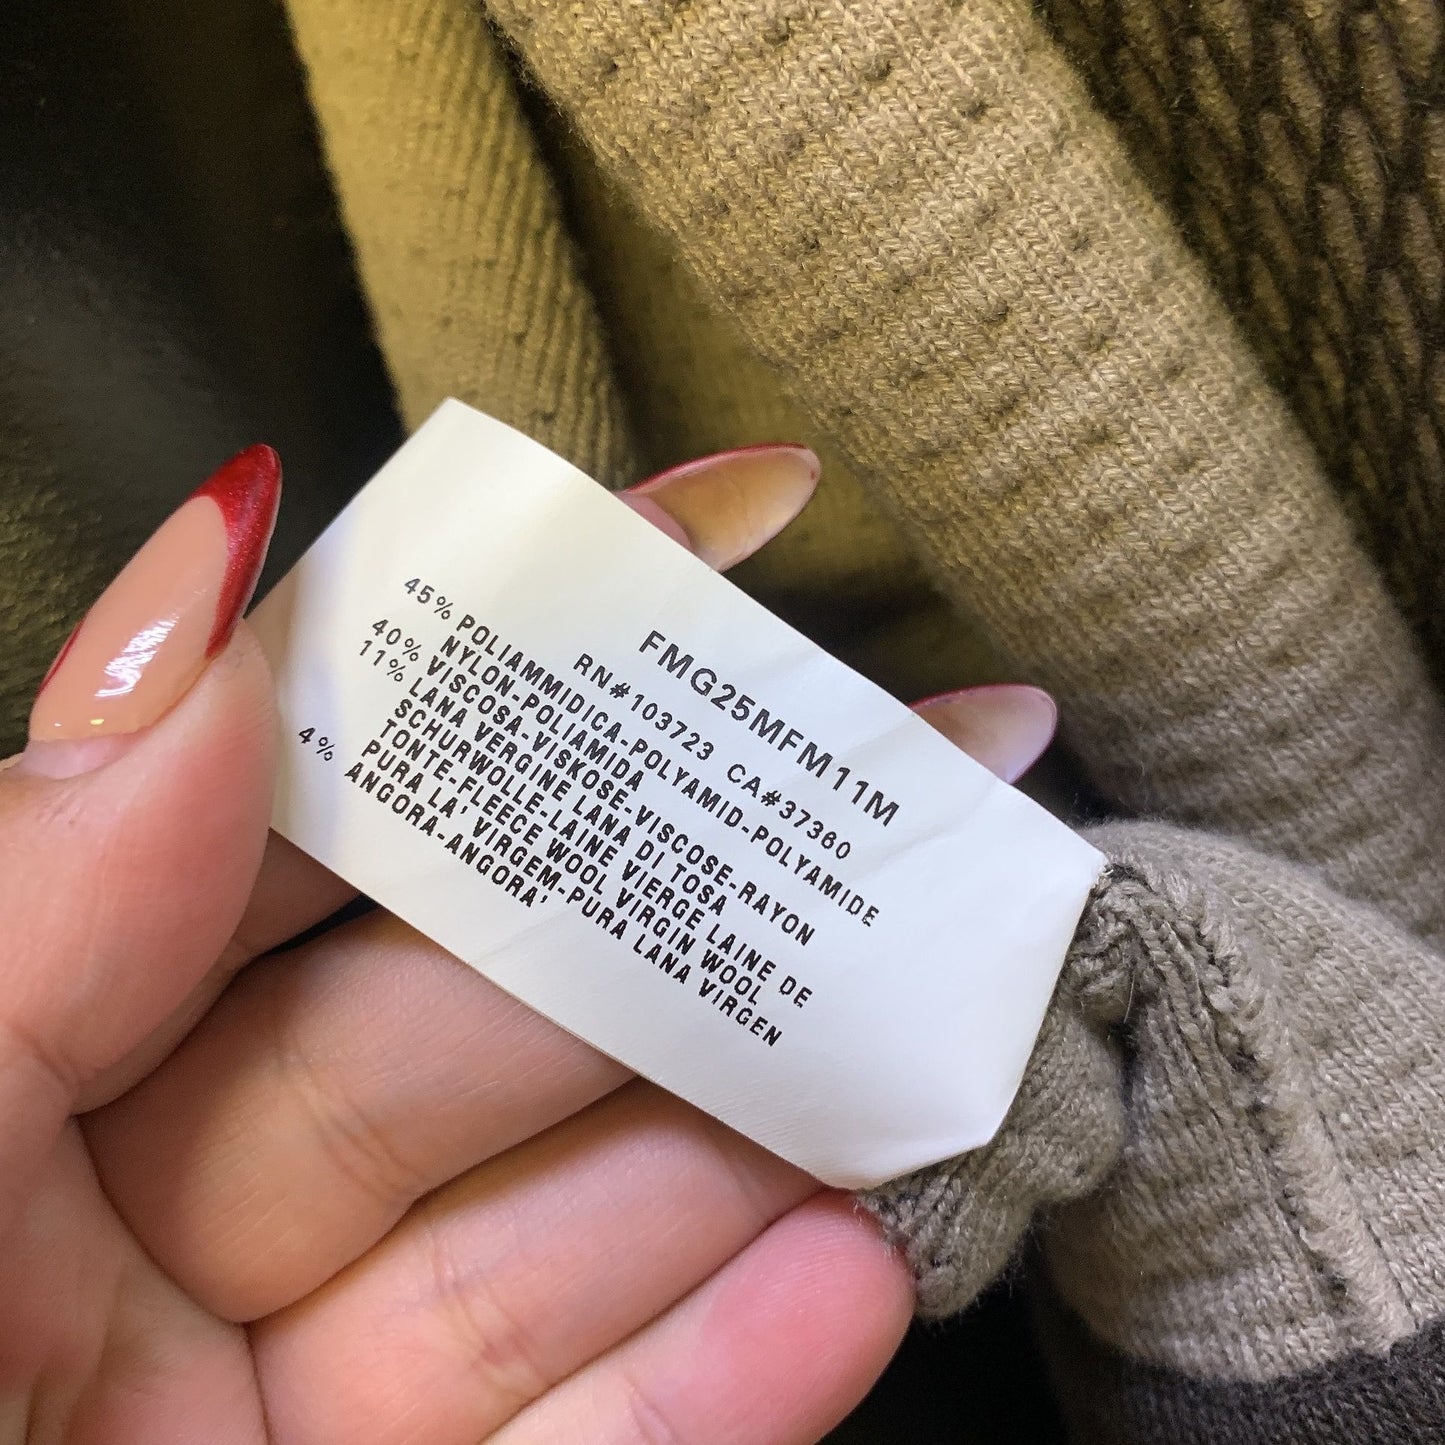 FMG25MFM11M
RN#103723 CA#37360
45% POLIAMMIDICA-POLYAMID-POLYAMIDE
NYLON-POLIAMIDA
40% VISCOSA-VISKOSE-VISCOSE-RAYON
11% LANA VERGINE LANA DI TOSA
SCHURWOLLE-LAINE VIERGE LAINE DE
TONTE-FLEECE WOOL VIRGIN WOOL
PURA LA' VIRGEM-PURA LANA VIRGEN
4% ANGORA-ANGORA'